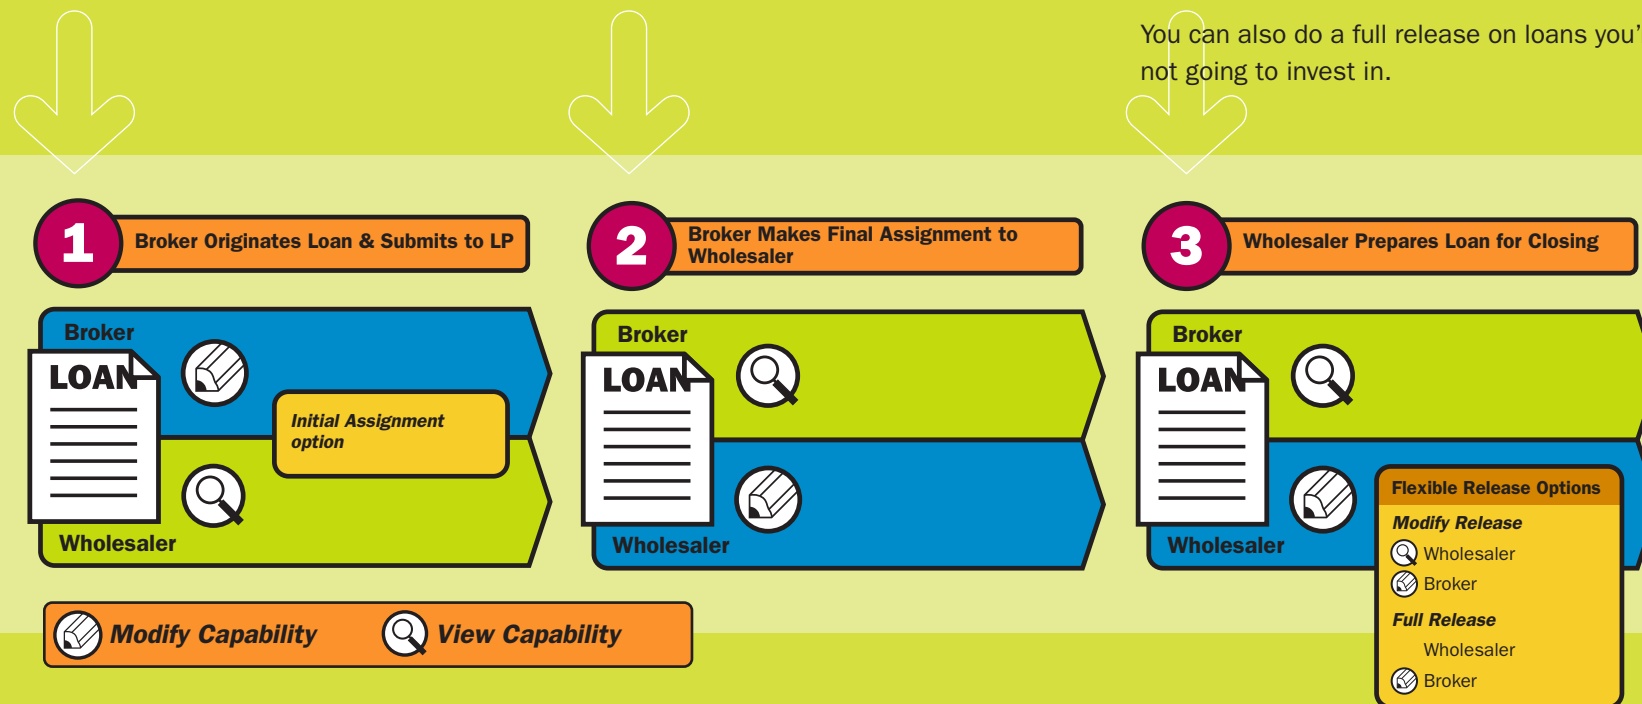 You can also do a full release on loans you'
not going to invest in.
1
Broker Originates Loan & Submits to LP
Broker
LOAN
Initial Assignment
option
Wholesaler
2
Broker Makes Final Assignment to
Wholesaler
Broker
LOAN
Wholesaler
3
Wholesaler Prepares Loan for Closing
Broker
LOAN
Wholesaler
Flexible Release Options
Modify Release
Wholesaler
Broker
Full Release
Wholesaler
Broker
Modify Capability
View Capability